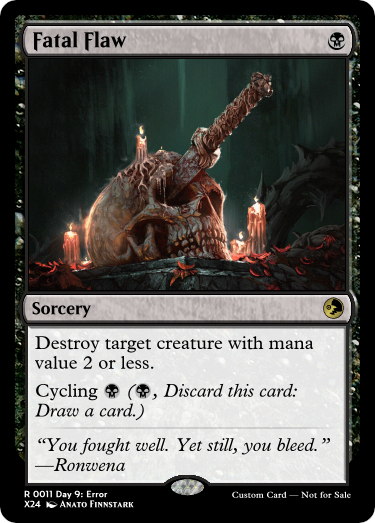 Fatal Flaw
Sorcery
Destroy target creature with mana
value 2 or less.
Cycling (, Discard this card:
Draw a card.)
“You fought well. Yet still, you bleed.”
—Ronwena
R 0011 Day 9: Error
X24 Anato Finnstark
Custom Card — Not for Sale